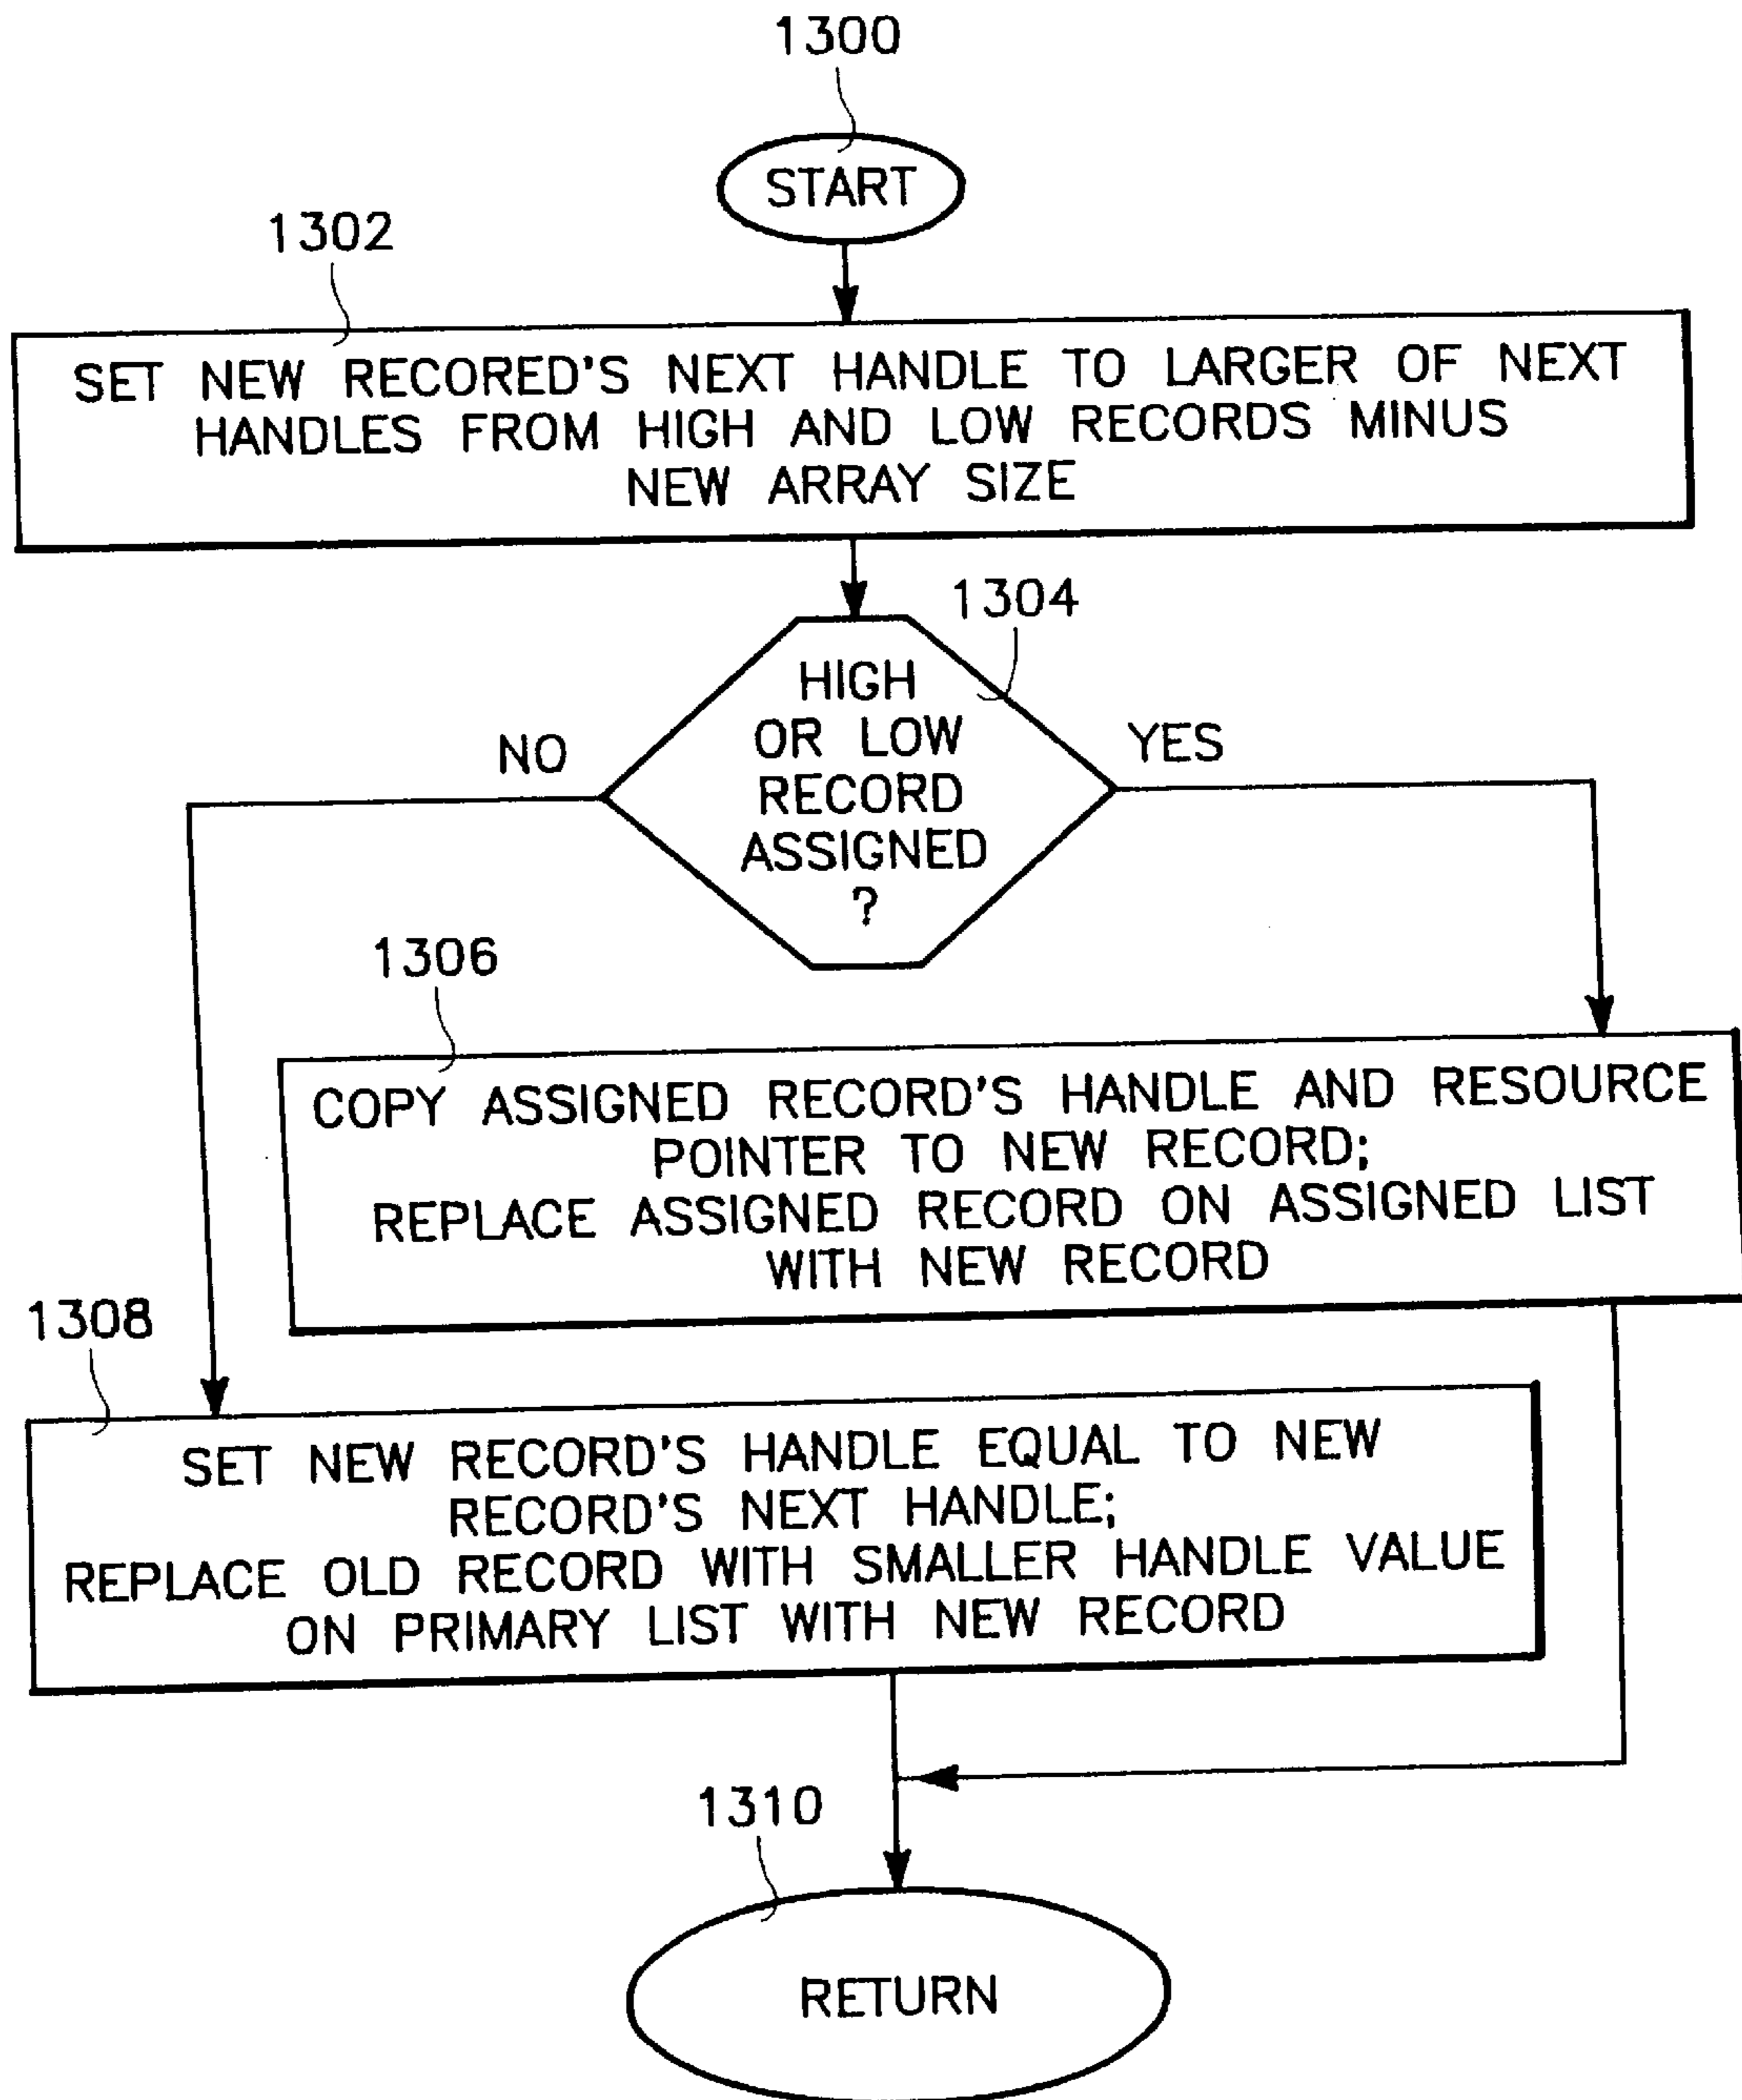 1300
START
1302
SET NEW RECORED'S NEXT HANDLE TO LARGER OF NEXT
HANDLES FROM HIGH AND LOW RECORDS MINUS
NEW ARRAY SIZE
1304
HIGH
OR LOW
RECORD
ASSIGNED
?
NO
YES
1306
COPY ASSIGNED RECORD'S HANDLE AND RESOURCE
POINTER TO NEW RECORD;
REPLACE ASSIGNED RECORD ON ASSIGNED LIST
WITH NEW RECORD
1308
SET NEW RECORD'S HANDLE EQUAL TO NEW
RECORD'S NEXT HANDLE;
REPLACE OLD RECORD WITH SMALLER HANDLE VALUE
ON PRIMARY LIST WITH NEW RECORD
1310
RETURN